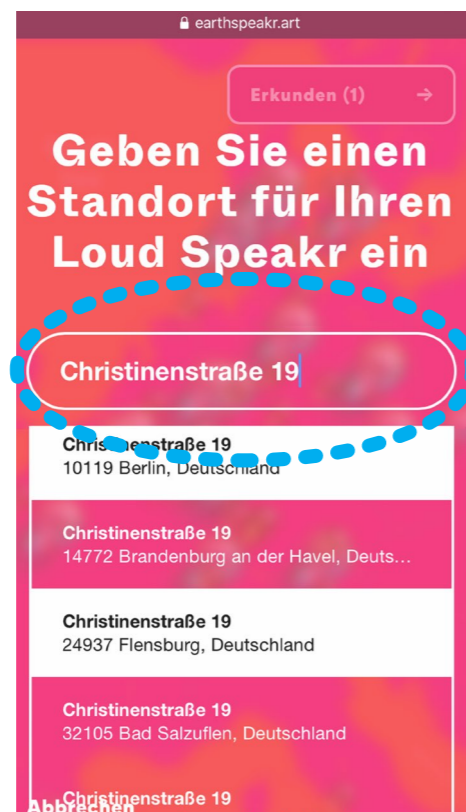 earthspeakr.art
Erkunden (1) →
Geben Sie einen
Standort für Ihren
Loud Speakr ein
Christinenstraße 19
Christinenstraße 19
10119 Berlin, Deutschland
Christinenstraße 19
14772 Brandenburg an der Havel, Deuts...
Christinenstraße 19
24937 Flensburg, Deutschland
Christinenstraße 19
32105 Bad Salzuflen, Deutschland
Christinenstraße 19
Abbrechen